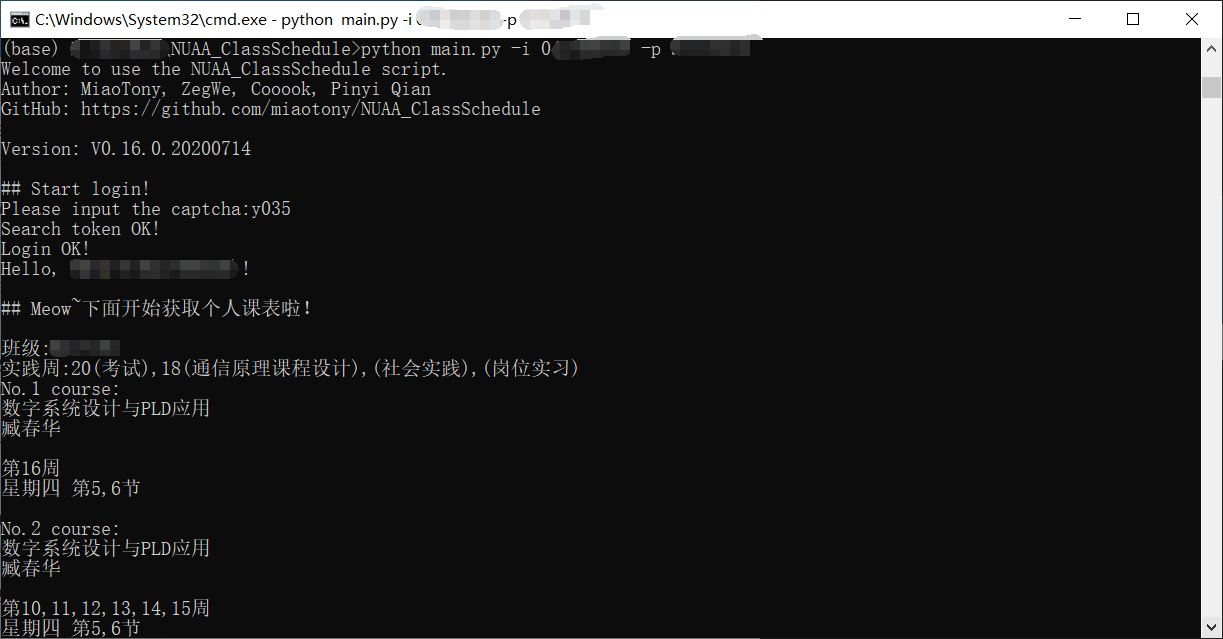 C:\Windows\System32\cmd.exe - python  main.py -i -p
(base) \NUAA_ClassSchedule>python main.py -i 0 -p
Welcome to use the NUAA_ClassSchedule script.
Author: MiaoTony, ZegWe, Cooook, Pinyi Qian
GitHub: https://github.com/miaotony/NUAA_ClassSchedule
Version: V0.16.0.20200714
## Start login!
Please input the captcha:y035
Search token OK!
Login OK!
Hello, !
## Meow~下面开始获取个人课表啦!
班级:
实践周:20(考试),18(通信原理课程设计),(社会实践),(岗位实习)
No.1 course:
数字系统设计与PLD应用
臧春华
第16周
星期四 第5,6节
No.2 course:
数字系统设计与PLD应用
臧春华
第10,11,12,13,14,15周
星期四 第5,6节